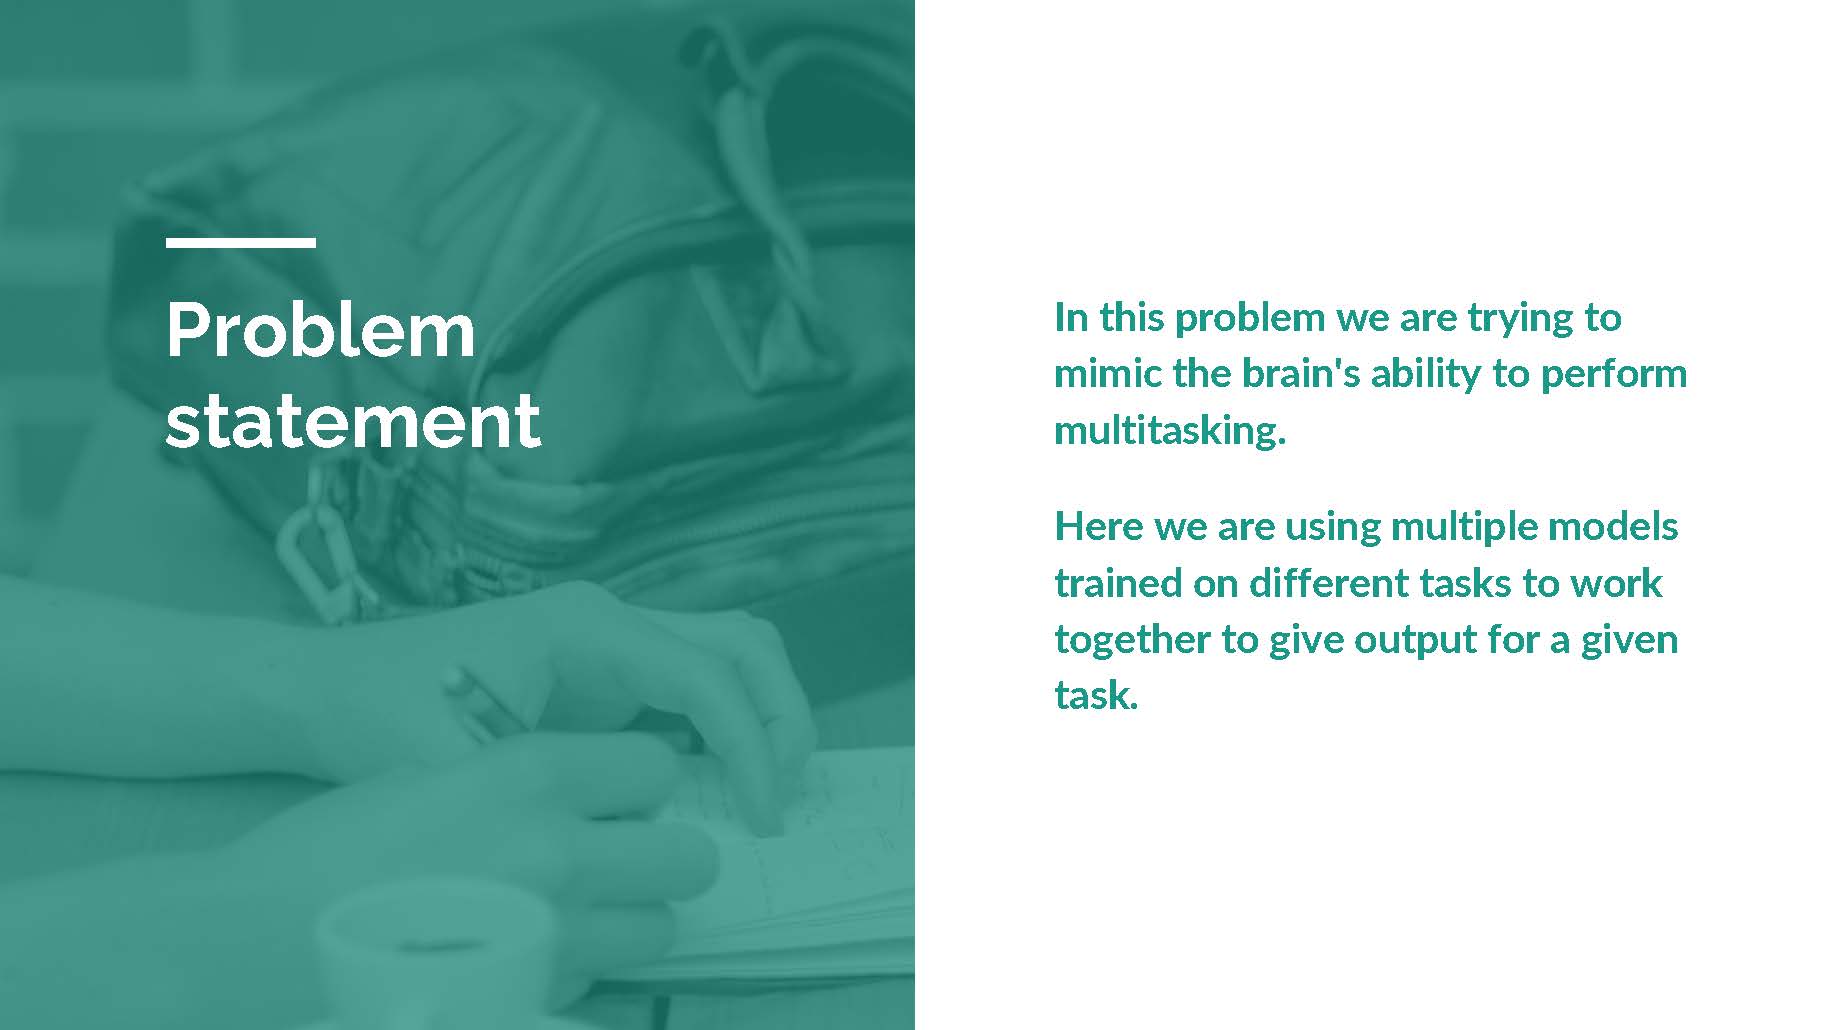 Problem
statement
In this problem we are trying to
mimic the brain's ability to perform
multitasking.
Here we are using multiple models
trained on different tasks to work
together to give output for a given
task.